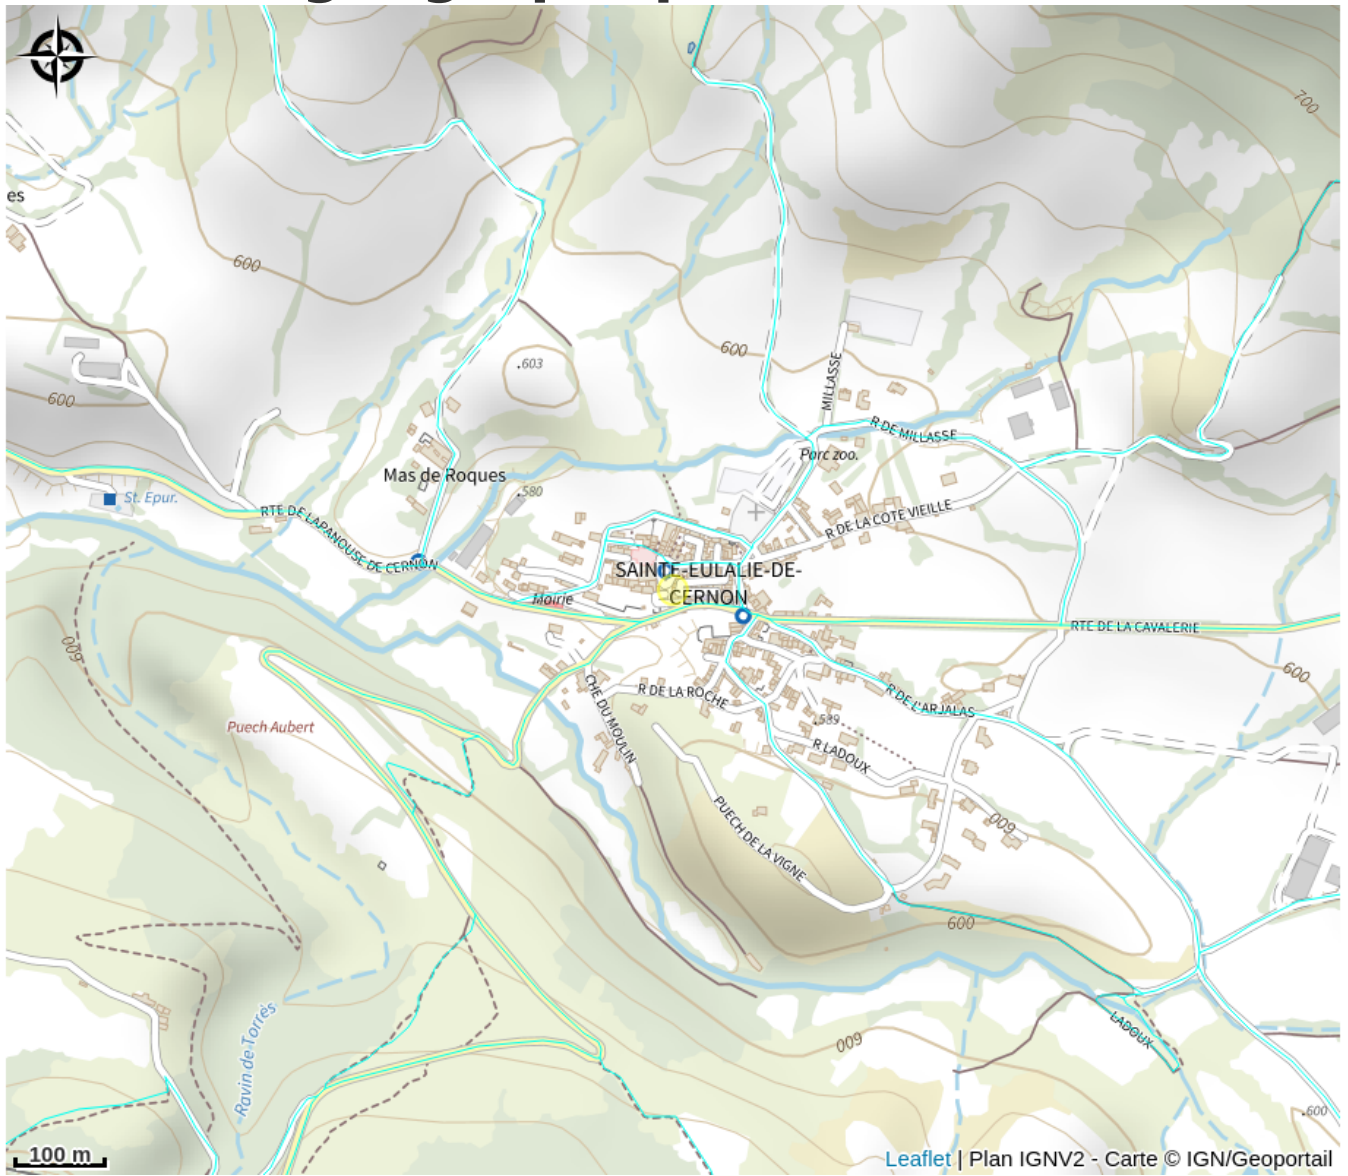 700
es
600
600
600
.603
MILLASSE
R DE MILLASSE
Parc zoo.
Mas de Roques
.580
St. Epur.
RTE DE LAPANOUSE DE CERNON
R DE LA COTE VIEILLE
SAINTE-EULALIE-DE-
CERNON
Mairie
RTE DE LA CAVALERIE
600
600
R DE LA ROCHE
CHE DU MOULIN
R DE L'ARJALAS
.589
Puech Aubert
R LADOUX
PUECH DE LA VIGNE
600
600
Ravin de Torrès
LADOUX
600
.600
100 m
Leaflet | Plan IGNV2 - Carte © IGN/Geoportail